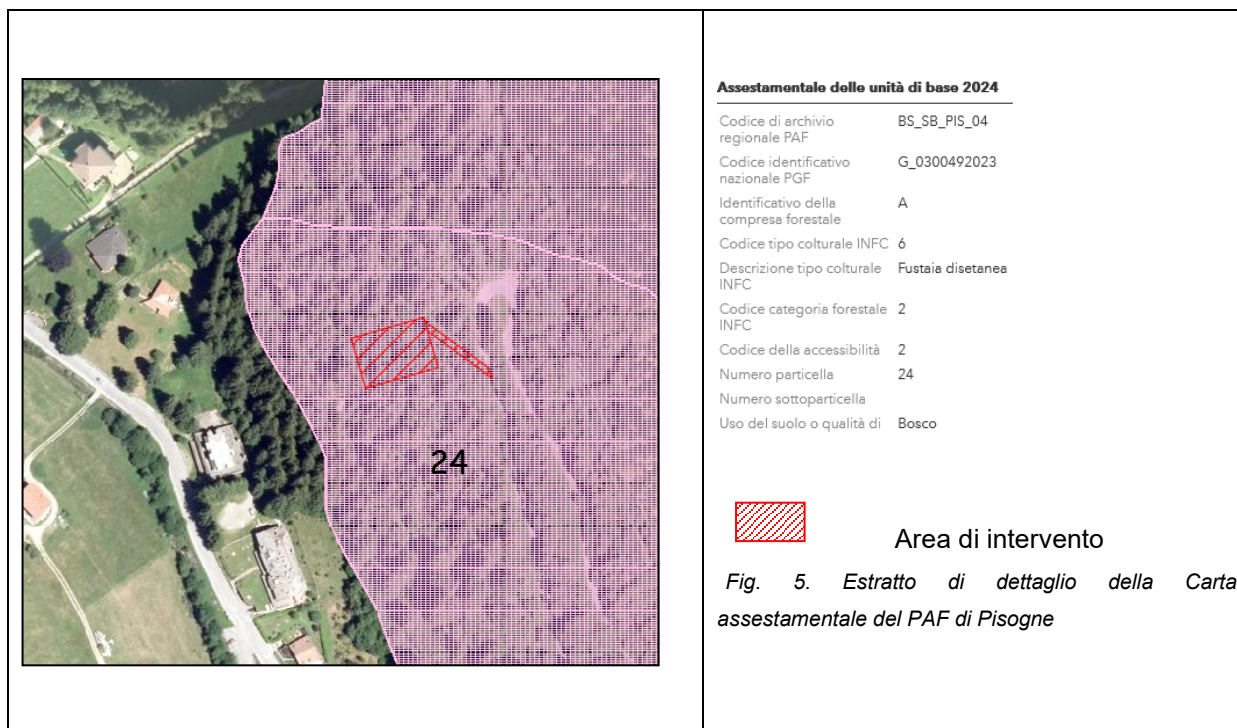 24
Assestamentale delle unità di base 2024
Codice di archivio BS_SB_PIS_04
regionale PAF
Codice identificativo G_0300492023
nazionale PGF
Identificativo della A
compresa forestale
Codice tipo colturale INFC 6
Descrizione tipo colturale Fustaia disetanea
INFC
Codice categoria forestale 2
INFC
Codice della accessibilità 2
Numero particella 24
Numero sottoparticella
Uso del suolo o qualità di Bosco
Area di intervento
Fig. 5. Estratto di dettaglio della Carta
assestamentale del PAF di Pisogne